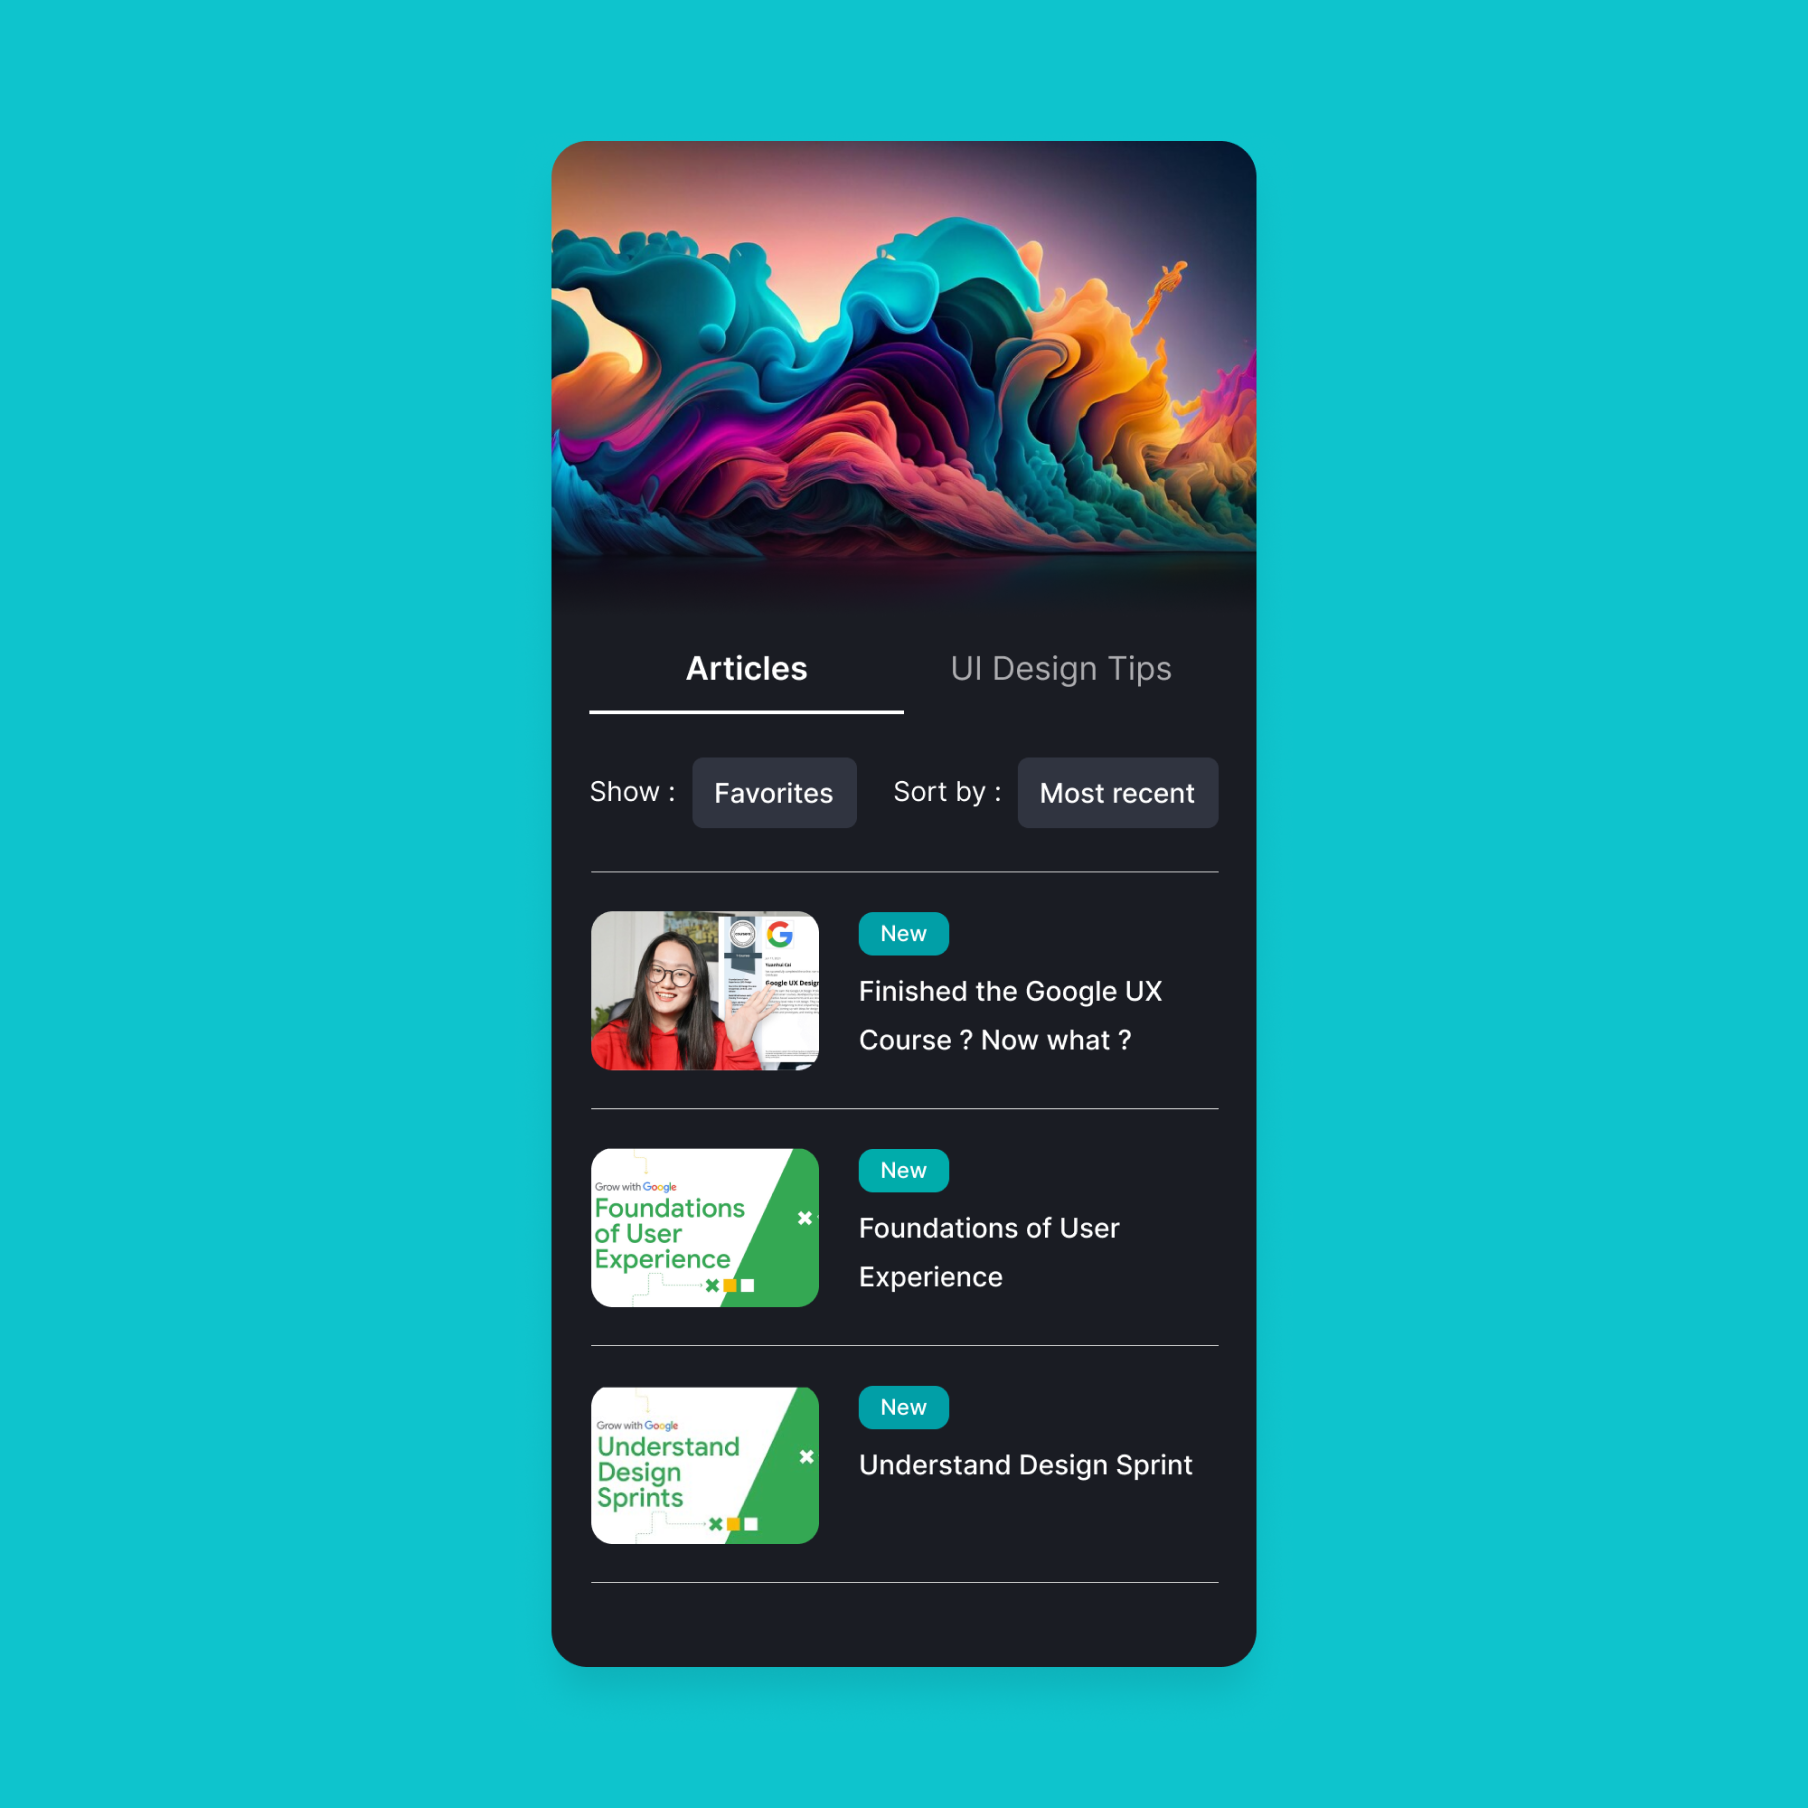 Articles
UI Design Tips
Show :
Favorites
Sort by :
Most recent
Google UX Design
New
Finished the Google UX
Course ? Now what ?
Grow with Google
Foundations
of User
Experience
New
Foundations of User
Experience
Grow with Google
Understand
Design
Sprints
New
Understand Design Sprint